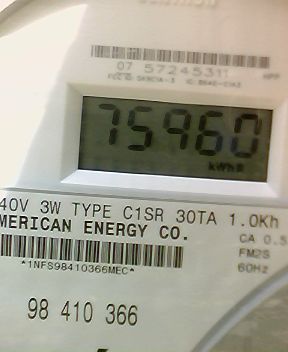 07 57245311
75960
kWh
40V 3W TYPE C1SR 30TA 1.0Kh
MERICAN ENERGY CO.
CA 0.5
FM2S
60Hz
*1NFS98410366MEC*
98 410 366